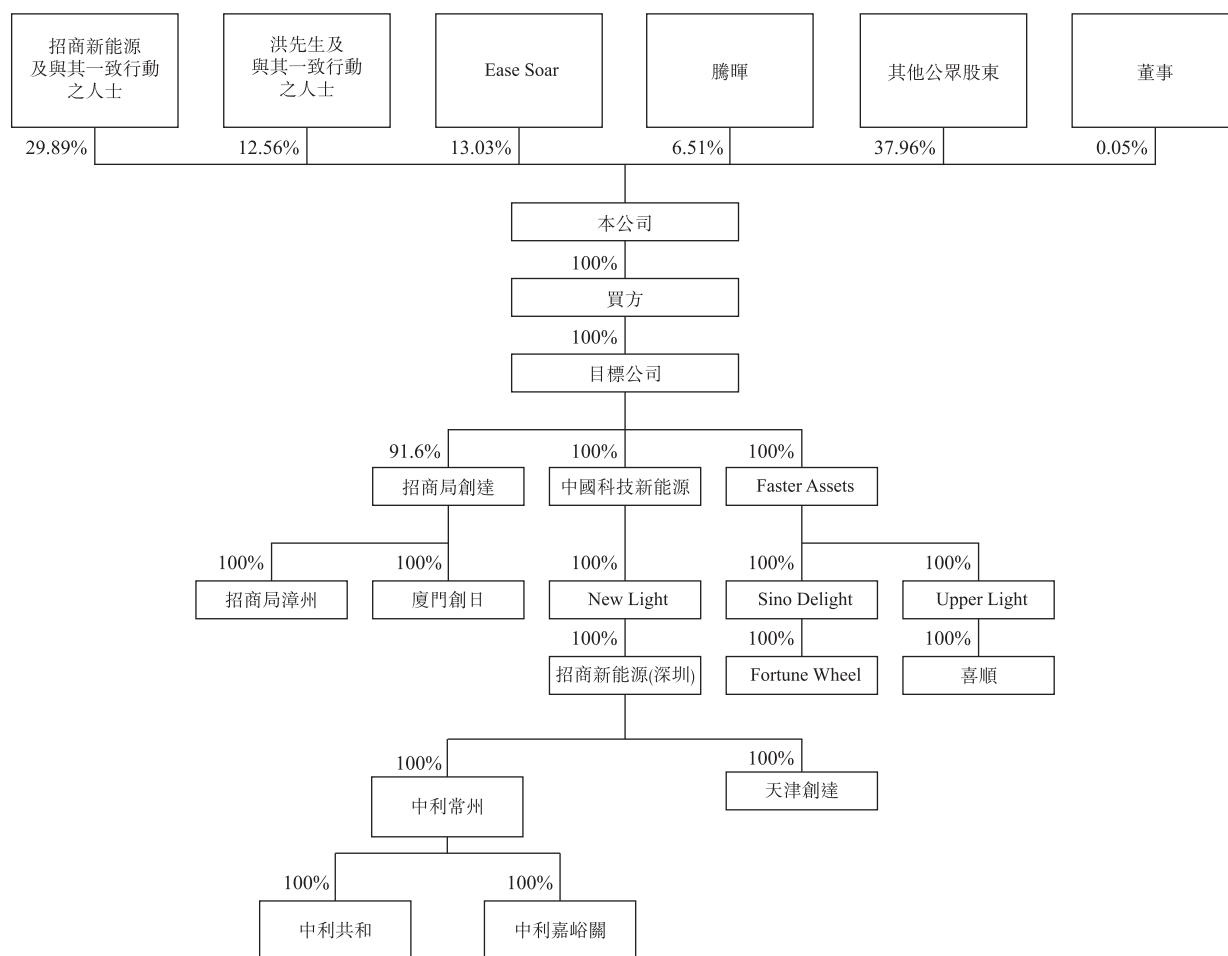 招商新能源
及與其一致行動
之人士
洪先生及
與其一致行動
之人士
Ease Soar
騰暉
其他公眾股東
董事
29.89%
12.56%
13.03%
6.51%
37.96%
0.05%
本公司
100%
買方
100%
目標公司
91.6%
100%
100%
招商局創達
中國科技新能源
Faster Assets
100%
100%
100%
100%
100%
招商局漳州
廈門創日
New Light
Sino Delight
Upper Light
100%
100%
100%
招商新能源(深圳)
Fortune Wheel
喜順
100%
100%
中利常州
天津創達
100%
100%
中利共和
中利嘉峪關